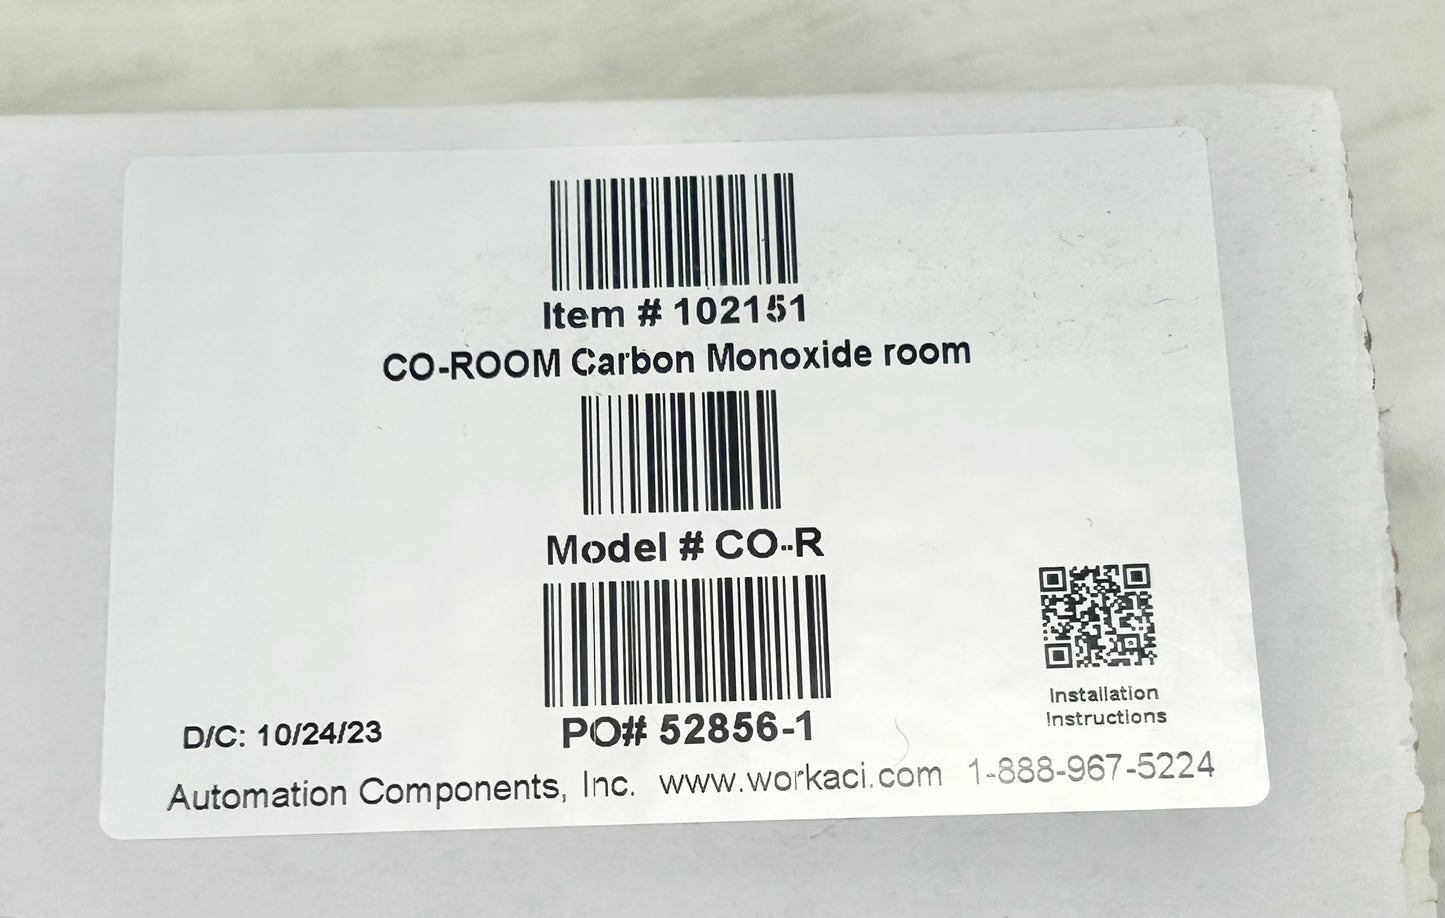 Item # 102151
CO-ROOM Carbon Monoxide room
Model # CO-R
PO# 52856-1
D/C: 10/24/23
Installation
Instructions
Automation Components, Inc. www.workaci.com 1-888-967-5224